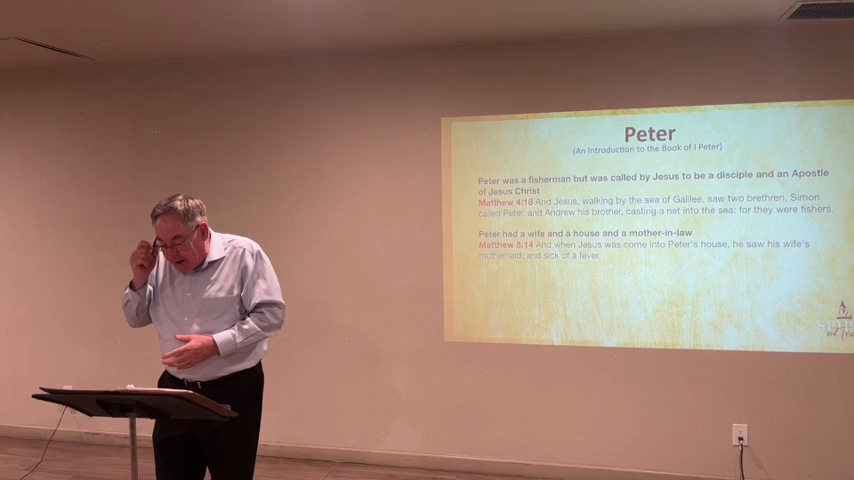 Peter
(An Introduction to the Book of I Peter)
Peter was a fisherman but was called by Jesus to be a disciple and an Apostle
of Jesus Christ
Matthew 4:18 And Jesus, walking by the sea of Galilee, saw two brethren, Simon
called Peter, and Andrew his brother, casting a net into the sea: for they were fishers.
Peter had a wife and a house and a mother-in-law
Matthew 8:14 And when Jesus was come into Peter's house, he saw his wife's
mother laid, and sick of a fever.